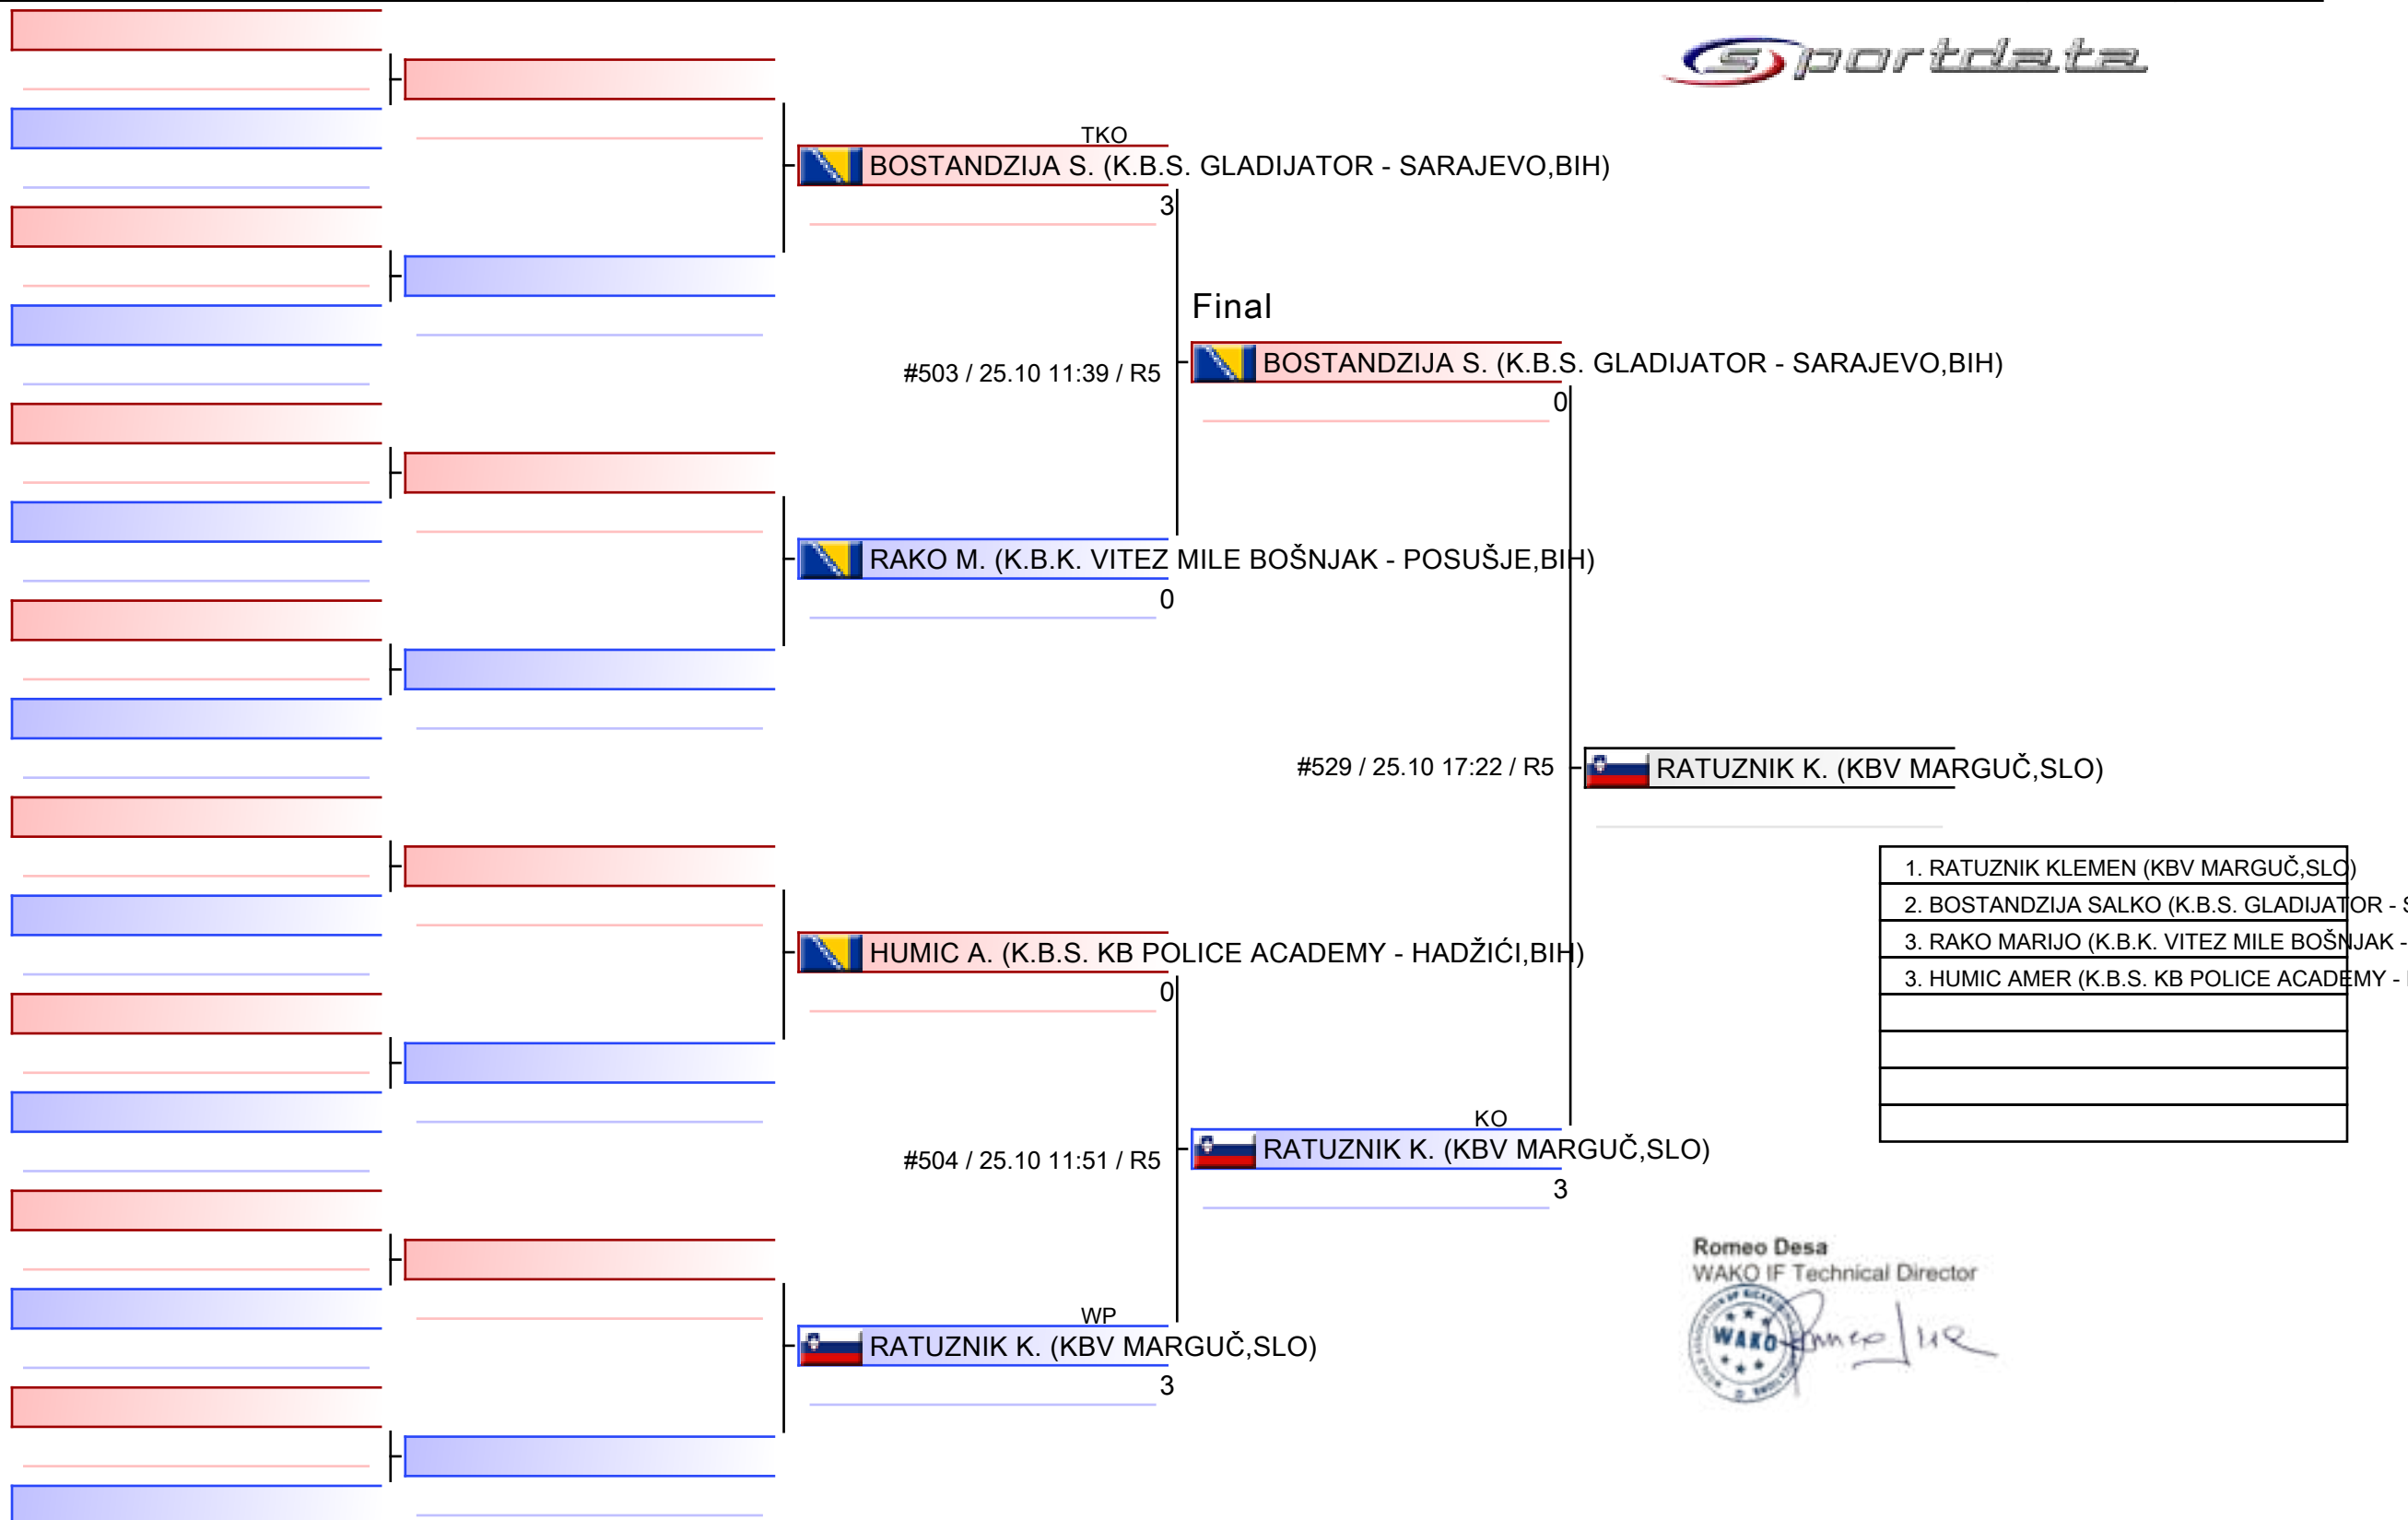 sportdata
TKO
BOSTANDZIJA S. (K.B.S. GLADIJATOR - SARAJEVO,BIH)
3
Final
#503 / 25.10 11:39 / R5
BOSTANDZIJA S. (K.B.S. GLADIJATOR - SARAJEVO,BIH)
0
RAKO M. (K.B.K. VITEZ MILE BOŠNJAK - POSUŠJE,BIH)
0
#529 / 25.10 17:22 / R5
RATUZNIK K. (KBV MARGUČ,SLO)
1. RATUZNIK KLEMEN (KBV MARGUČ,SLO)
2. BOSTANDZIJA SALKO (K.B.S. GLADIJATOR - S
3. RAKO MARIJO (K.B.K. VITEZ MILE BOŠNJAK -
3. HUMIC AMER (K.B.S. KB POLICE ACADEMY -
HUMIC A. (K.B.S. KB POLICE ACADEMY - HADŽIĆI,BIH)
0
KO
#504 / 25.10 11:51 / R5
RATUZNIK K. (KBV MARGUČ,SLO)
3
WP
RATUZNIK K. (KBV MARGUČ,SLO)
3
Romeo Desa
WAKO IF Technical Director
WAKO